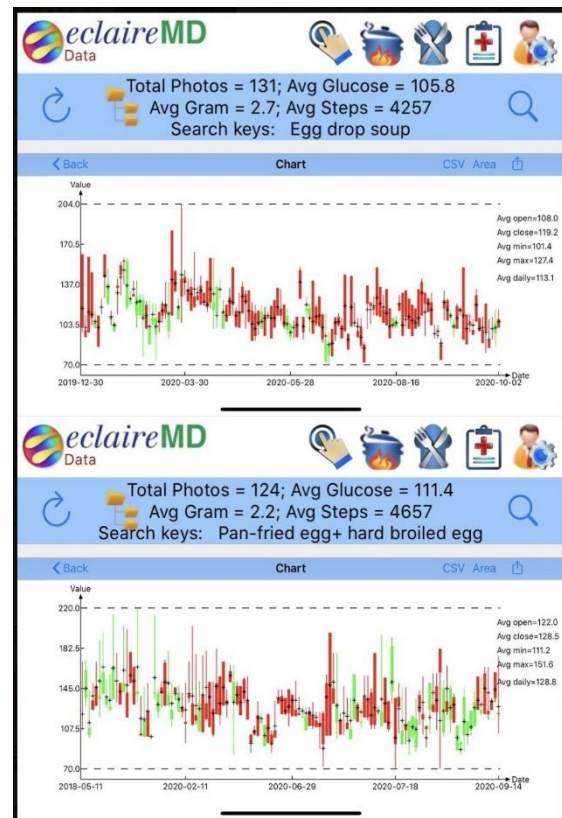 eclaireMD
Data
Total Photos = 131; Avg Glucose = 105.8
Avg Gram = 2.7; Avg Steps = 4257
Search keys: Egg drop soup
Back Chart CSV Area
Value
204.0
170.5
137.0
103.5
70.0
Avg open=108.0
Avg close=119.2
Avg min=101.4
Avg max=127.4
Avg daily=113.1
Date
2019-12-30 2020-03-30 2020-05-28 2020-08-16 2020-10-02
eclaireMD
Data
Total Photos = 124; Avg Glucose = 111.4
Avg Gram = 2.2; Avg Steps = 4657
Search keys: Pan-fried egg+ hard broiled egg
Back Chart CSV Area
Value
220.0
182.5
145.0
107.5
70.0
Avg open=122.0
Avg close=128.5
Avg min=111.2
Avg max=151.6
Avg daily=128.8
Date
2018-05-11 2020-02-11 2020-06-29 2020-07-18 2020-09-14